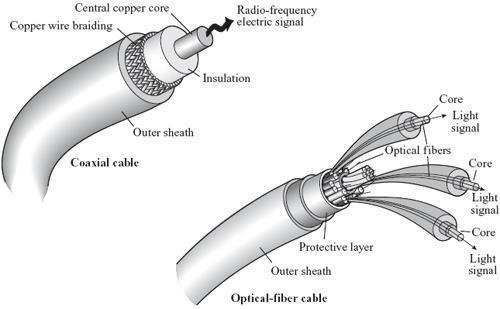 Central copper core
Radio-frequency
electric signal
Copper wire braiding
Insulation
Outer sheath
Coaxial cable
Core
Light
signal
Optical fibers
Core
Light
signal
Core
Protective layer
Light
signal
Outer sheath
Optical-fiber cable